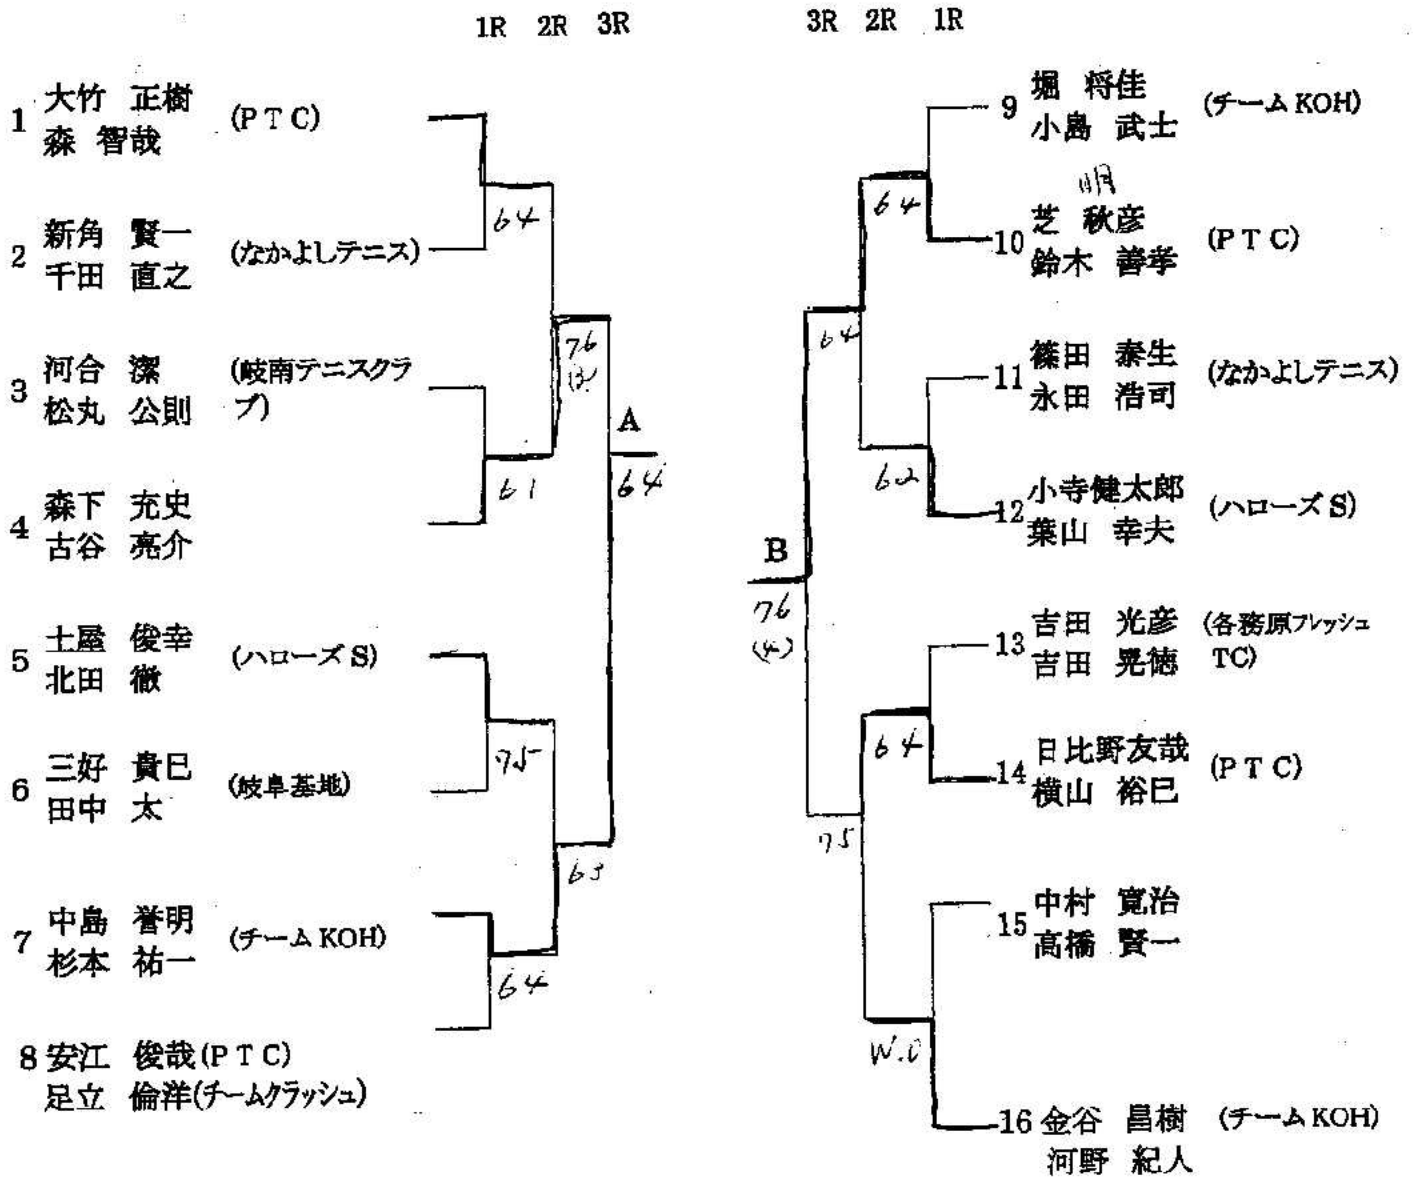 1R 2R 3R
3R 2R 1R
1 大竹 正樹 (PTC)
森 智哉
64
2 新角 賢一 (なかよしテニス)
千田 直之
76
(3)
3 河合 潔 (岐南テニスクラ
松丸 公則 ブ)
A
64
61
4 森下 充史
古谷 亮介
5 土屋 俊幸 (ハローズS)
北田 徹
75
6 三好 貴巳 (岐阜基地)
田中 太
63
7 中島 誉明 (チームKOH)
杉本 祐一
64
8 安江 俊哉(PTC)
足立 倫洋(チームクラッシュ)
9 堀 将佳 (チームKOH)
小島 武士
64
明
10 芝 秋彦 (PTC)
鈴木 善孝
64
11 篠田 泰生 (なかよしテニス)
永田 浩司
62
12 小寺健太郎 (ハローズS)
葉山 幸夫
B
76
(4)
13 吉田 光彦 (各務原フレッシュ
吉田 晃徳 TC)
64
14 日比野友哉 (PTC)
横山 裕巳
75
15 中村 寛治
高橋 賢一
W.O
16 金谷 昌樹 (チームKOH)
河野 紀人